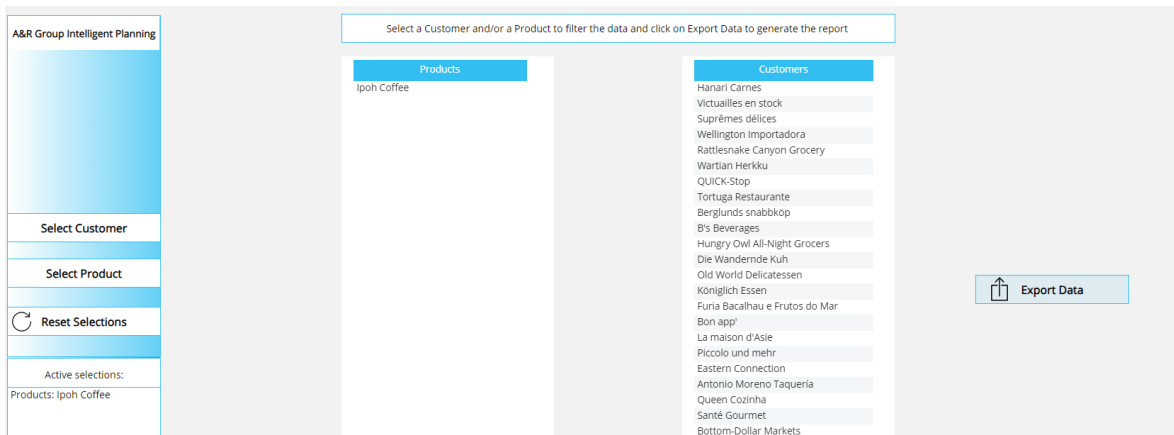 A&R Group Intelligent Planning
Select Customer
Select Product
Reset Selections
Active selections:
Products: Ipoh Coffee
Select a Customer and/or a Product to filter the data and click on Export Data to generate the report
Products
Ipoh Coffee
Customers
Hanari Carnes
Victuailles en stock
Suprêmes délices
Wellington Importadora
Rattlesnake Canyon Grocery
Wartian Herkku
QUICK-Stop
Tortuga Restaurante
Berglunds snabbköp
B's Beverages
Hungry Owl All-Night Grocers
Die Wandernde Kuh
Old World Delicatessen
Königlich Essen
Furia Bacalhau e Frutos do Mar
Bon app'
La maison d'Asie
Piccolo und mehr
Eastern Connection
Antonio Moreno Taquería
Queen Cozinha
Santé Gourmet
Bottom-Dollar Markets
Export Data